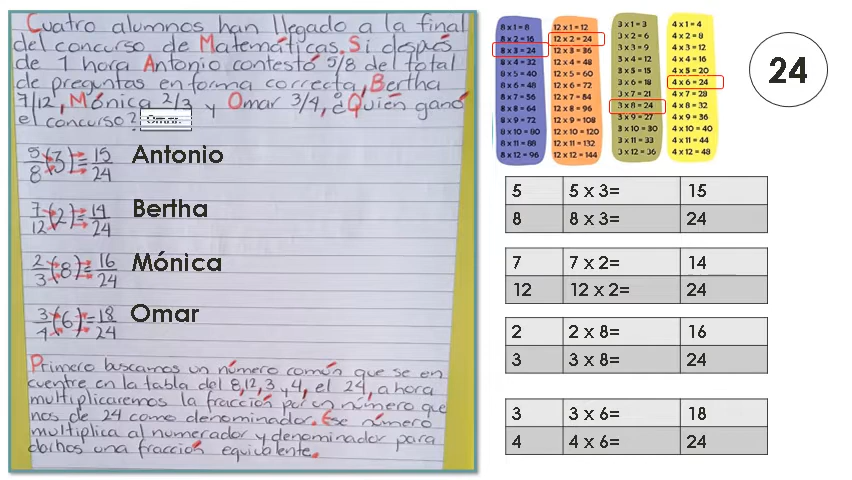 Cuatro alumnos han llegado a la final
del concurso de Matemáticas. Si después
de 1 hora Antonio contestó 5/8 del total
de preguntas en forma correcta, Bertha
7/12, Mónica 2/3 y Omar 3/4, ¿Quién ganó
el concurso? Omar.
5/8 (3) = 15/24 Antonio
7/12 (2) = 14/24 Bertha
2/3 (8) = 16/24 Mónica
3/4 (6) = 18/24 Omar
Primero buscamos un número común que se en
cuentre en la tabla del 8, 12, 3 y 4, el 24, ahora
multiplicaremos la fracción por un número que
nos de 24 como denominador. Ese número
multiplica al numerador y denominador para
darnos una fracción equivalente.
8 x 1 = 8
8 x 2 = 16
8 x 3 = 24
8 x 4 = 32
8 x 5 = 40
8 x 6 = 48
8 x 7 = 56
8 x 8 = 64
8 x 9 = 72
8 x 10 = 80
8 x 11 = 88
8 x 12 = 96
12 x 1 = 12
12 x 2 = 24
12 x 3 = 36
12 x 4 = 48
12 x 5 = 60
12 x 6 = 72
12 x 7 = 84
12 x 8 = 96
12 x 9 = 108
12 x 10 = 120
12 x 11 = 132
12 x 12 = 144
3 x 1 = 3
3 x 2 = 6
3 x 3 = 9
3 x 4 = 12
3 x 5 = 15
3 x 6 = 18
3 x 7 = 21
3 x 8 = 24
3 x 9 = 27
3 x 10 = 30
3 x 11 = 33
3 x 12 = 36
4 x 1 = 4
4 x 2 = 8
4 x 3 = 12
4 x 4 = 16
4 x 5 = 20
4 x 6 = 24
4 x 7 = 28
4 x 8 = 32
4 x 9 = 36
4 x 10 = 40
4 x 11 = 44
4 x 12 = 48
24
5 5 x 3= 15
8 8 x 3= 24
7 7 x 2= 14
12 12 x 2= 24
2 2 x 8= 16
3 3 x 8= 24
3 3 x 6= 18
4 4 x 6= 24